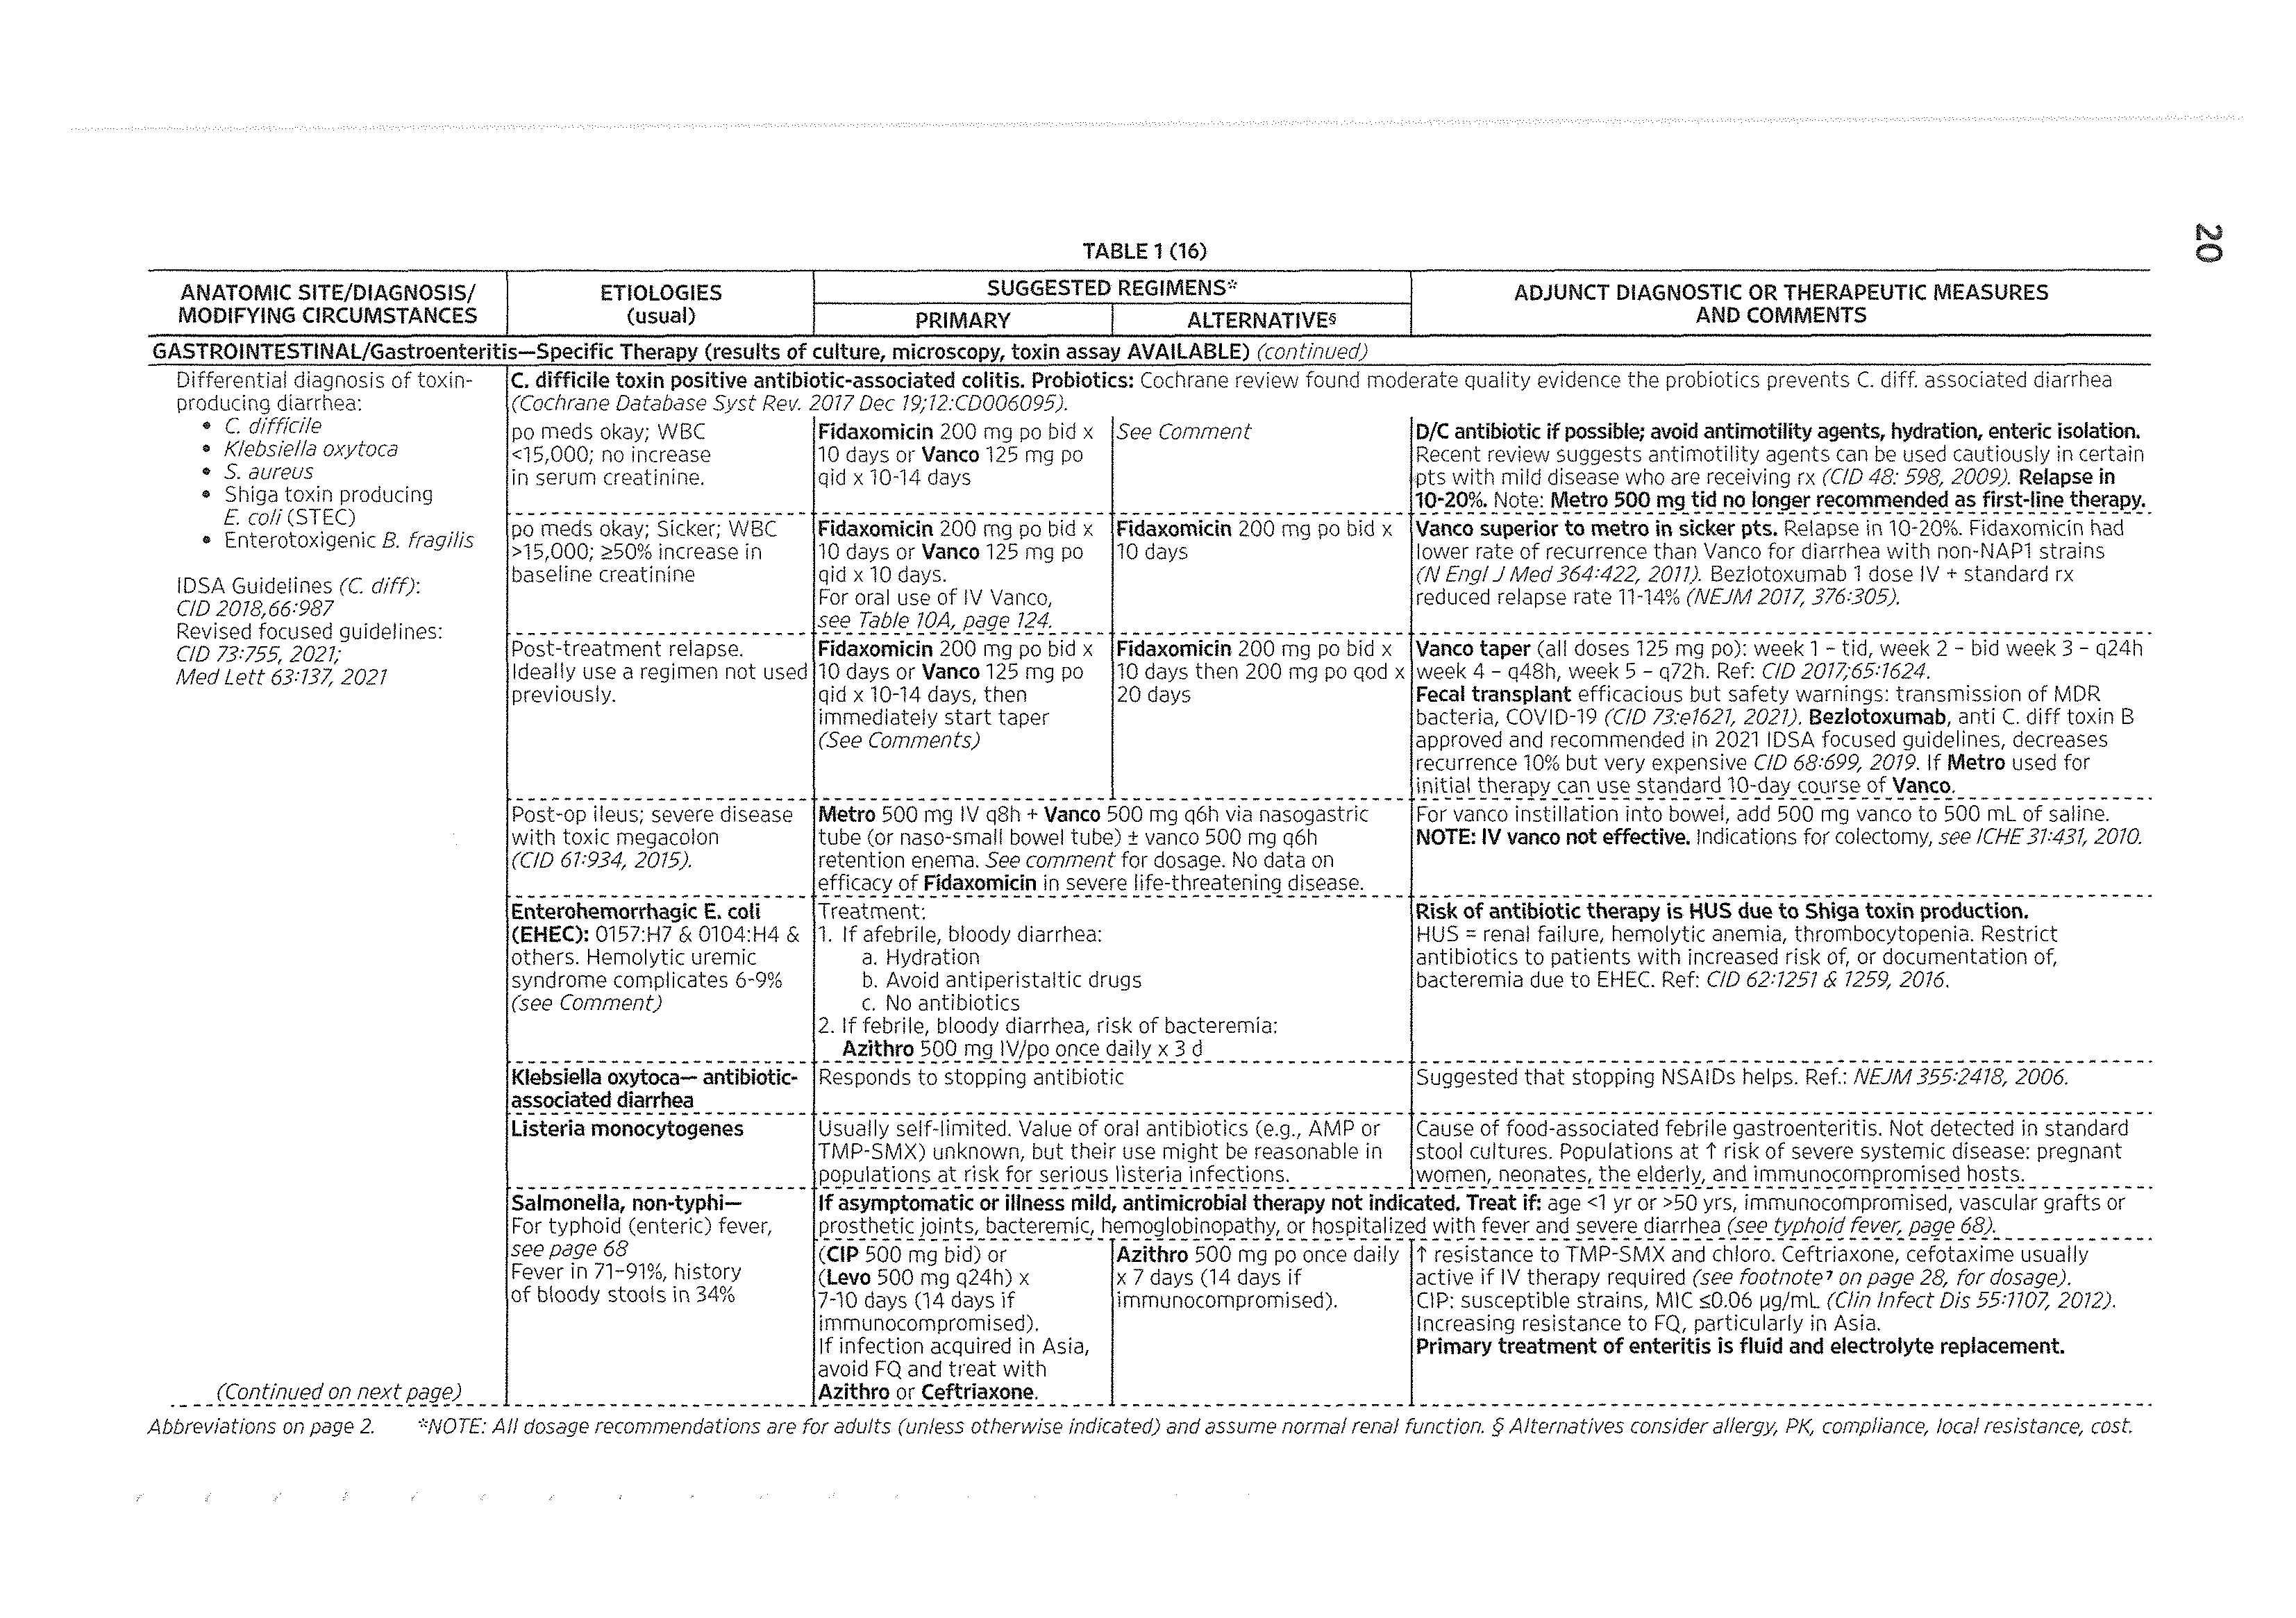 20
TABLE 1 (16)
ANATOMIC SITE/DIAGNOSIS/
MODIFYING CIRCUMSTANCES
ETIOLOGIES
(usual)
SUGGESTED REGIMENS*
PRIMARY
ALTERNATIVE§
ADJUNCT DIAGNOSTIC OR THERAPEUTIC MEASURES
AND COMMENTS
GASTROINTESTINAL/Gastroenteritis—Specific Therapy (results of culture, microscopy, toxin assay AVAILABLE) (continued)
Differential diagnosis of toxin-
producing diarrhea:
• C. difficile
• Klebsiella oxytoca
• S. aureus
• Shiga toxin producing
E. coli (STEC)
• Enterotoxigenic B. fragilis
IDSA Guidelines (C. diff):
CID 2018,66:987
Revised focused guidelines:
CID 73:755, 2021;
Med Lett 63:137, 2021
(Continued on next page)
C. difficile toxin positive antibiotic-associated colitis. Probiotics: Cochrane review found moderate quality evidence the probiotics prevents C. diff. associated diarrhea
(Cochrane Database Syst Rev. 2017 Dec 19;12:CD006095).
po meds okay; WBC
<15,000; no increase
in serum creatinine.
Fidaxomicin 200 mg po bid x
10 days or Vanco 125 mg po
qid x 10-14 days
See Comment
D/C antibiotic if possible; avoid antimotility agents, hydration, enteric isolation.
Recent review suggests antimotility agents can be used cautiously in certain
pts with mild disease who are receiving rx (CID 48: 598, 2009). Relapse in
10-20%. Note: Metro 500 mg tid no longer recommended as first-line therapy.
po meds okay; Sicker; WBC
>15,000; ≥50% increase in
baseline creatinine
Fidaxomicin 200 mg po bid x
10 days or Vanco 125 mg po
qid x 10 days.
For oral use of IV Vanco,
see Table 10A, page 124.
Fidaxomicin 200 mg po bid x
10 days
Vanco superior to metro in sicker pts. Relapse in 10-20%. Fidaxomicin had
lower rate of recurrence than Vanco for diarrhea with non-NAP1 strains
(N Engl J Med 364:422, 2011). Bezlotoxumab 1 dose IV + standard rx
reduced relapse rate 11-14% (NEJM 2017, 376:305).
Post-treatment relapse.
Ideally use a regimen not used
previously.
Fidaxomicin 200 mg po bid x
10 days or Vanco 125 mg po
qid x 10-14 days, then
immediately start taper
(See Comments)
Fidaxomicin 200 mg po bid x
10 days then 200 mg po qod x
20 days
Vanco taper (all doses 125 mg po): week 1 – tid, week 2 – bid week 3 – q24h
week 4 – q48h, week 5 – q72h. Ref: CID 2017;65:1624.
Fecal transplant efficacious but safety warnings: transmission of MDR
bacteria, COVID-19 (CID 73:e1621, 2021). Bezlotoxumab, anti C. diff toxin B
approved and recommended in 2021 IDSA focused guidelines, decreases
recurrence 10% but very expensive CID 68:699, 2019. If Metro used for
initial therapy can use standard 10-day course of Vanco.
Post-op ileus; severe disease
with toxic megacolon
(CID 61:934, 2015).
Metro 500 mg IV q8h + Vanco 500 mg q6h via nasogastric
tube (or naso-small bowel tube) ± vanco 500 mg q6h
retention enema. See comment for dosage. No data on
efficacy of Fidaxomicin in severe life-threatening disease.
For vanco instillation into bowel, add 500 mg vanco to 500 mL of saline.
NOTE: IV vanco not effective. Indications for colectomy, see ICHE 31:431, 2010.
Enterohemorrhagic E. coli
(EHEC): 0157:H7 & 0104:H4 &
others. Hemolytic uremic
syndrome complicates 6-9%
(see Comment)
Treatment:
1. If afebrile, bloody diarrhea:
a. Hydration
b. Avoid antiperistaltic drugs
c. No antibiotics
2. If febrile, bloody diarrhea, risk of bacteremia:
Azithro 500 mg IV/po once daily x 3 d
Risk of antibiotic therapy is HUS due to Shiga toxin production.
HUS = renal failure, hemolytic anemia, thrombocytopenia. Restrict
antibiotics to patients with increased risk of, or documentation of,
bacteremia due to EHEC. Ref: CID 62:1251 & 1259, 2016.
Klebsiella oxytoca— antibiotic-
associated diarrhea
Responds to stopping antibiotic
Suggested that stopping NSAIDs helps. Ref.: NEJM 355:2418, 2006.
Listeria monocytogenes
Usually self-limited. Value of oral antibiotics (e.g., AMP or
TMP-SMX) unknown, but their use might be reasonable in
populations at risk for serious listeria infections.
Cause of food-associated febrile gastroenteritis. Not detected in standard
stool cultures. Populations at ↑ risk of severe systemic disease: pregnant
women, neonates, the elderly, and immunocompromised hosts.
Salmonella, non-typhi—
For typhoid (enteric) fever,
see page 68
Fever in 71–91%, history
of bloody stools in 34%
If asymptomatic or illness mild, antimicrobial therapy not indicated. Treat if: age <1 yr or >50 yrs, immunocompromised, vascular grafts or
prosthetic joints, bacteremic, hemoglobinopathy, or hospitalized with fever and severe diarrhea (see typhoid fever, page 68).
(CIP 500 mg bid) or
(Levo 500 mg q24h) x
7-10 days (14 days if
immunocompromised).
If infection acquired in Asia,
avoid FQ and treat with
Azithro or Ceftriaxone.
Azithro 500 mg po once daily
x 7 days (14 days if
immunocompromised).
↑ resistance to TMP-SMX and chloro. Ceftriaxone, cefotaxime usually
active if IV therapy required (see footnote⁷ on page 28, for dosage).
CIP: susceptible strains, MIC ≤0.06 µg/mL (Clin Infect Dis 55:1107, 2012).
Increasing resistance to FQ, particularly in Asia.
Primary treatment of enteritis is fluid and electrolyte replacement.
Abbreviations on page 2. *NOTE: All dosage recommendations are for adults (unless otherwise indicated) and assume normal renal function. § Alternatives consider allergy, PK, compliance, local resistance, cost.